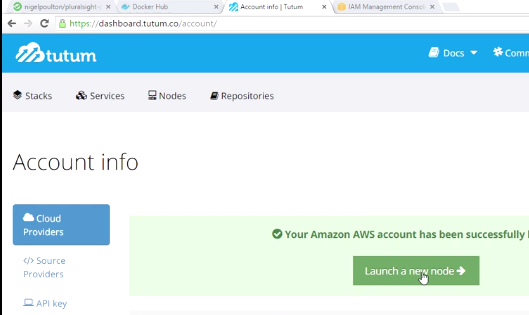 nigelpoulton/pluralsight-
Docker Hub
Account info | Tutum
IAM Management Consol
https://dashboard.tutum.co/account/
tutum
Docs
Comm
Stacks
Services
Nodes
Repositories
Account info
Cloud
Providers
Your Amazon AWS account has been successfully
Launch a new node
</> Source
Providers
API key